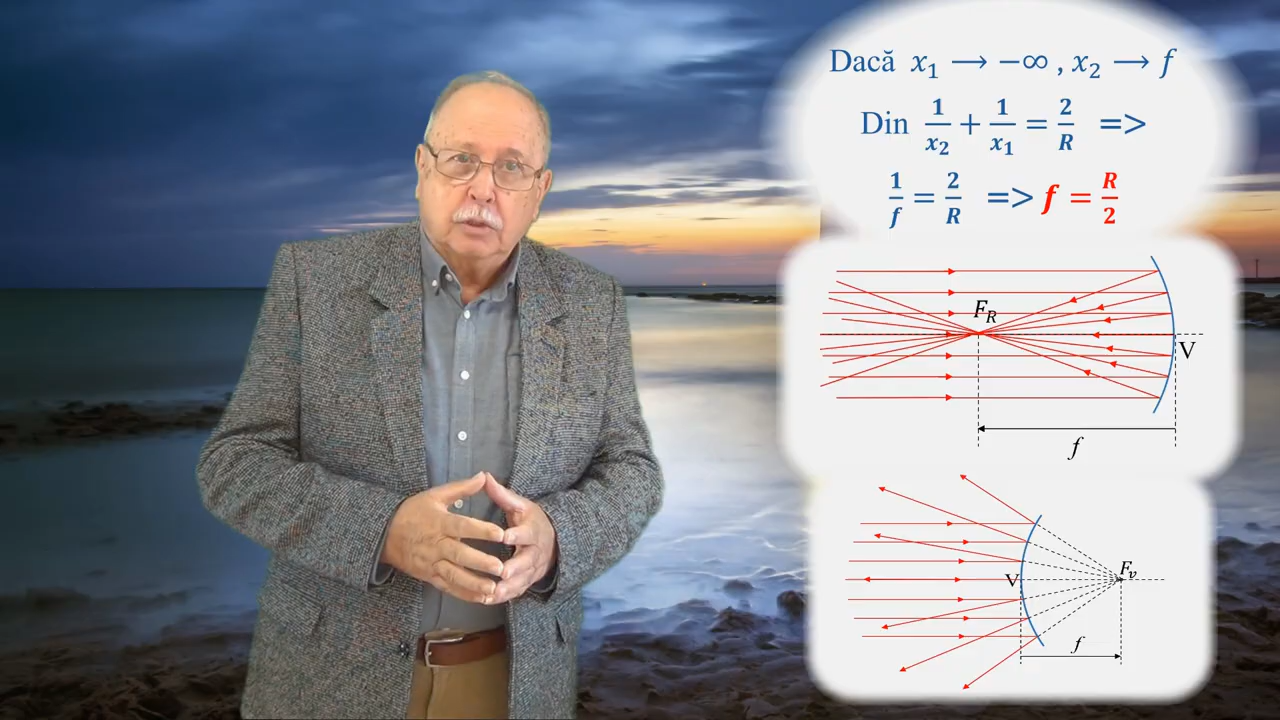 Dacă x₁ ⟶ −∞ , x₂ ⟶ f
Din 1/x₂ + 1/x₁ = 2/R =>
1/f = 2/R => f = R/2
F_R
V
f
V
F_v
f